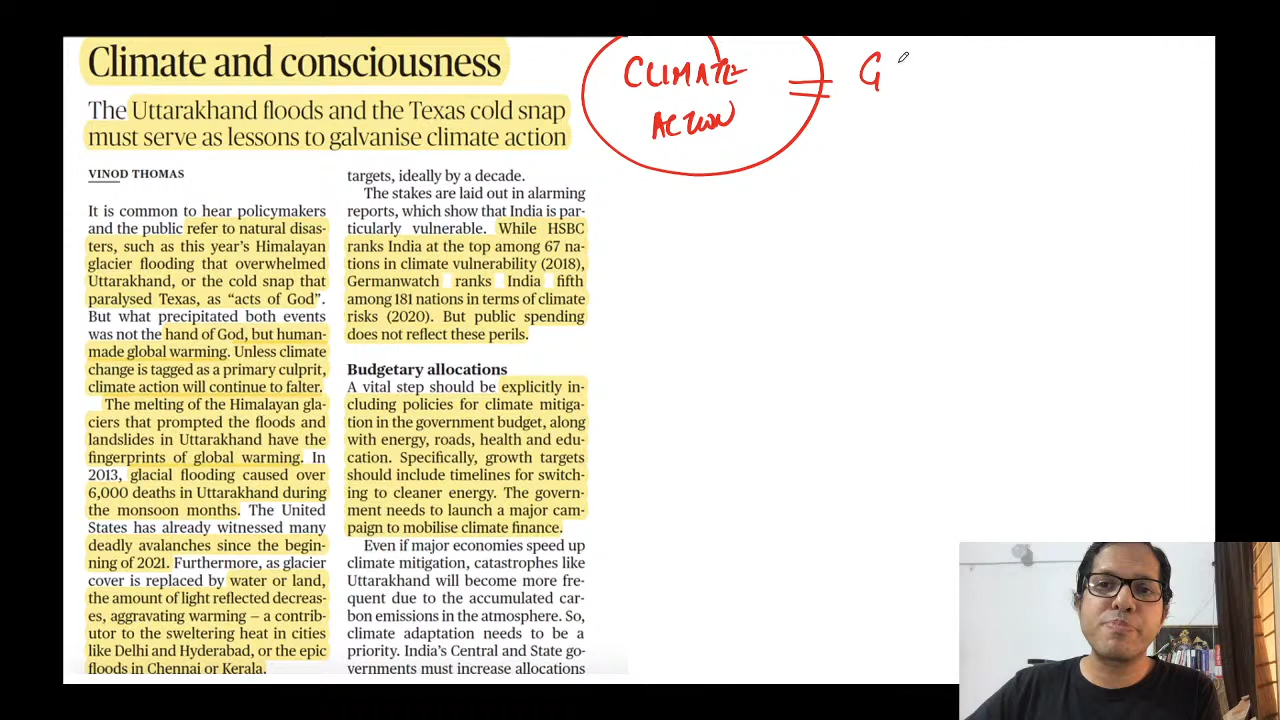 Climate and consciousness
The Uttarakhand floods and the Texas cold snap
must serve as lessons to galvanise climate action
VINOD THOMAS
It is common to hear policymakers
and the public refer to natural disas-
ters, such as this year's Himalayan
glacier flooding that overwhelmed
Uttarakhand, or the cold snap that
paralysed Texas, as “acts of God”.
But what precipitated both events
was not the hand of God, but human-
made global warming. Unless climate
change is tagged as a primary culprit,
climate action will continue to falter.
The melting of the Himalayan gla-
ciers that prompted the floods and
landslides in Uttarakhand have the
fingerprints of global warming. In
2013, glacial flooding caused over
6,000 deaths in Uttarakhand during
the monsoon months. The United
States has already witnessed many
deadly avalanches since the begin-
ning of 2021. Furthermore, as glacier
cover is replaced by water or land,
the amount of light reflected decreas-
es, aggravating warming — a contrib-
utor to the sweltering heat in cities
like Delhi and Hyderabad, or the epic
floods in Chennai or Kerala.
targets, ideally by a decade.
The stakes are laid out in alarming
reports, which show that India is par-
ticularly vulnerable. While HSBC
ranks India at the top among 67 na-
tions in climate vulnerability (2018),
Germanwatch ranks India fifth
among 181 nations in terms of climate
risks (2020). But public spending
does not reflect these perils.
Budgetary allocations
A vital step should be explicitly in-
cluding policies for climate mitiga-
tion in the government budget, along
with energy, roads, health and edu-
cation. Specifically, growth targets
should include timelines for switch-
ing to cleaner energy. The govern-
ment needs to launch a major cam-
paign to mobilise climate finance.
Even if major economies speed up
climate mitigation, catastrophes like
Uttarakhand will become more fre-
quent due to the accumulated car-
bon emissions in the atmosphere. So,
climate adaptation needs to be a
priority. India's Central and State go-
vernments must increase allocations
CLIMATE = G
ACTION